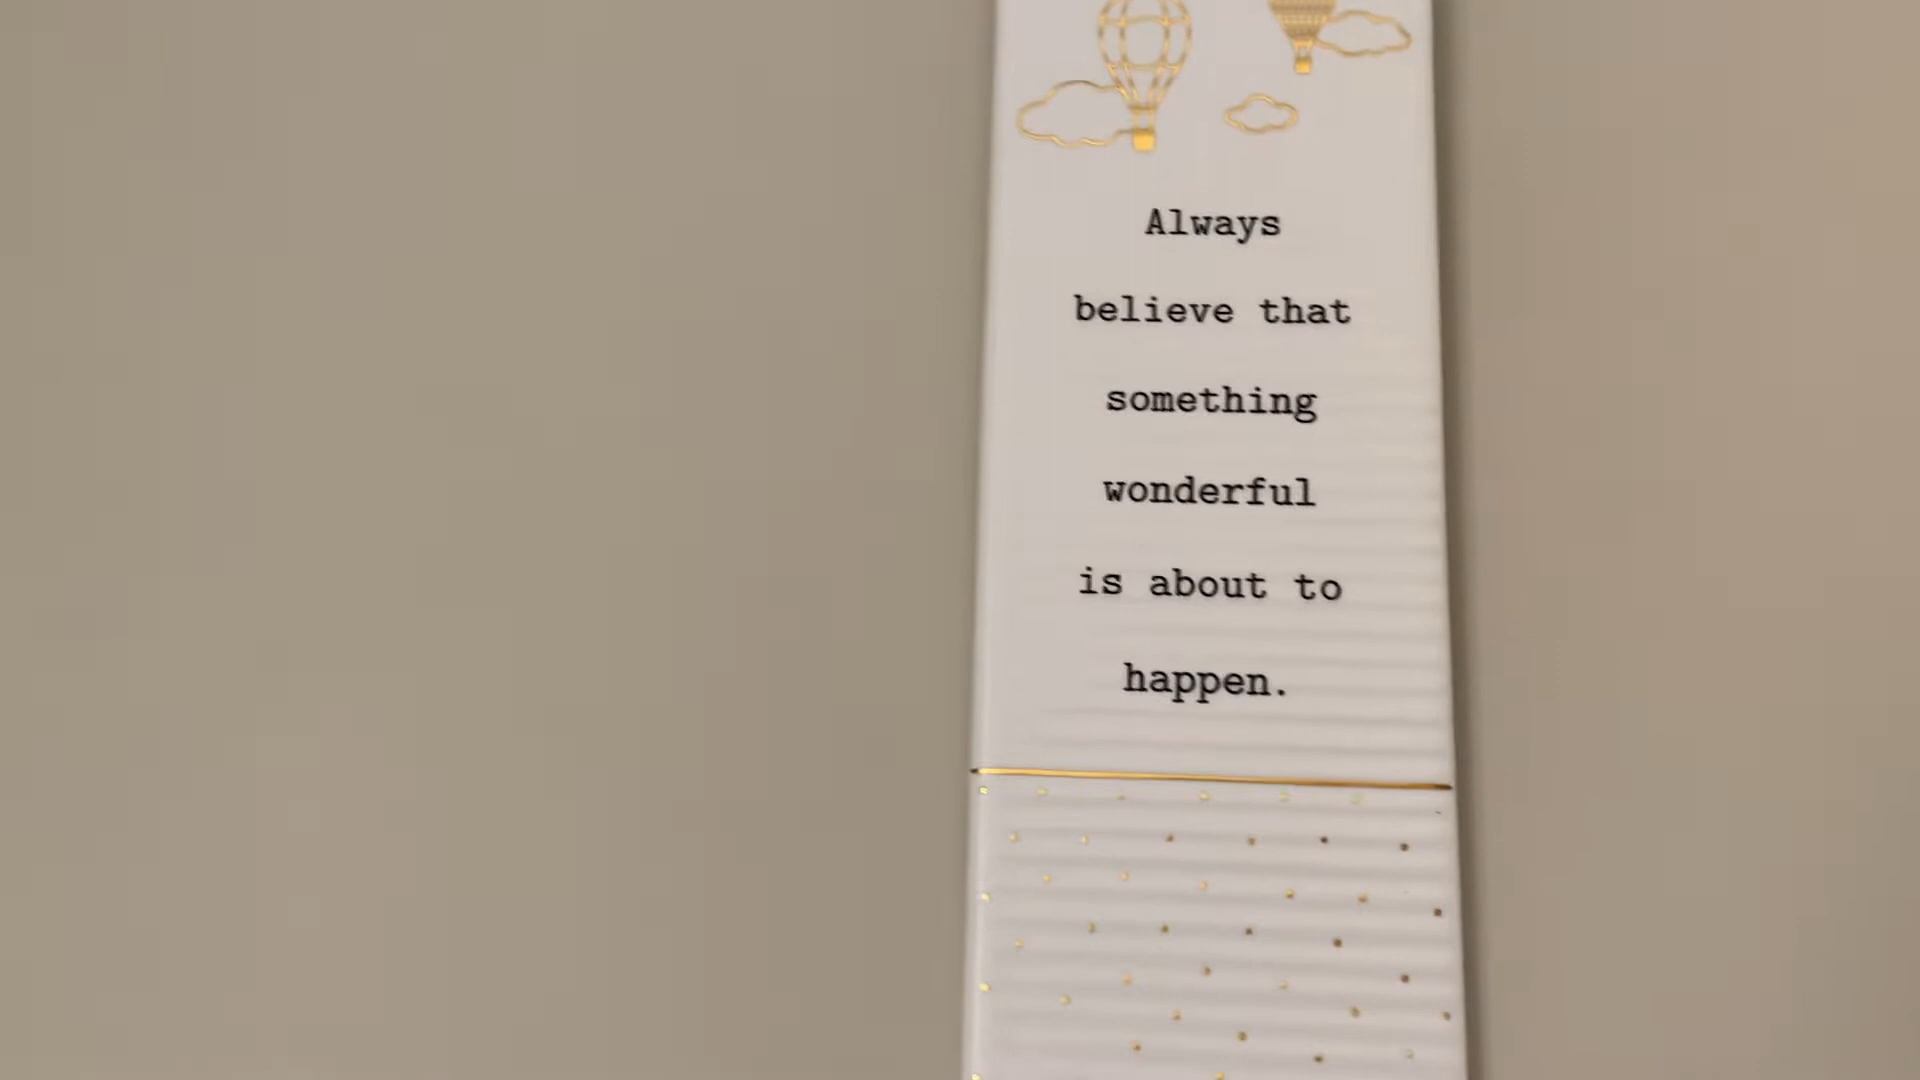 Always
believe that
something
wonderful
is about to
happen.